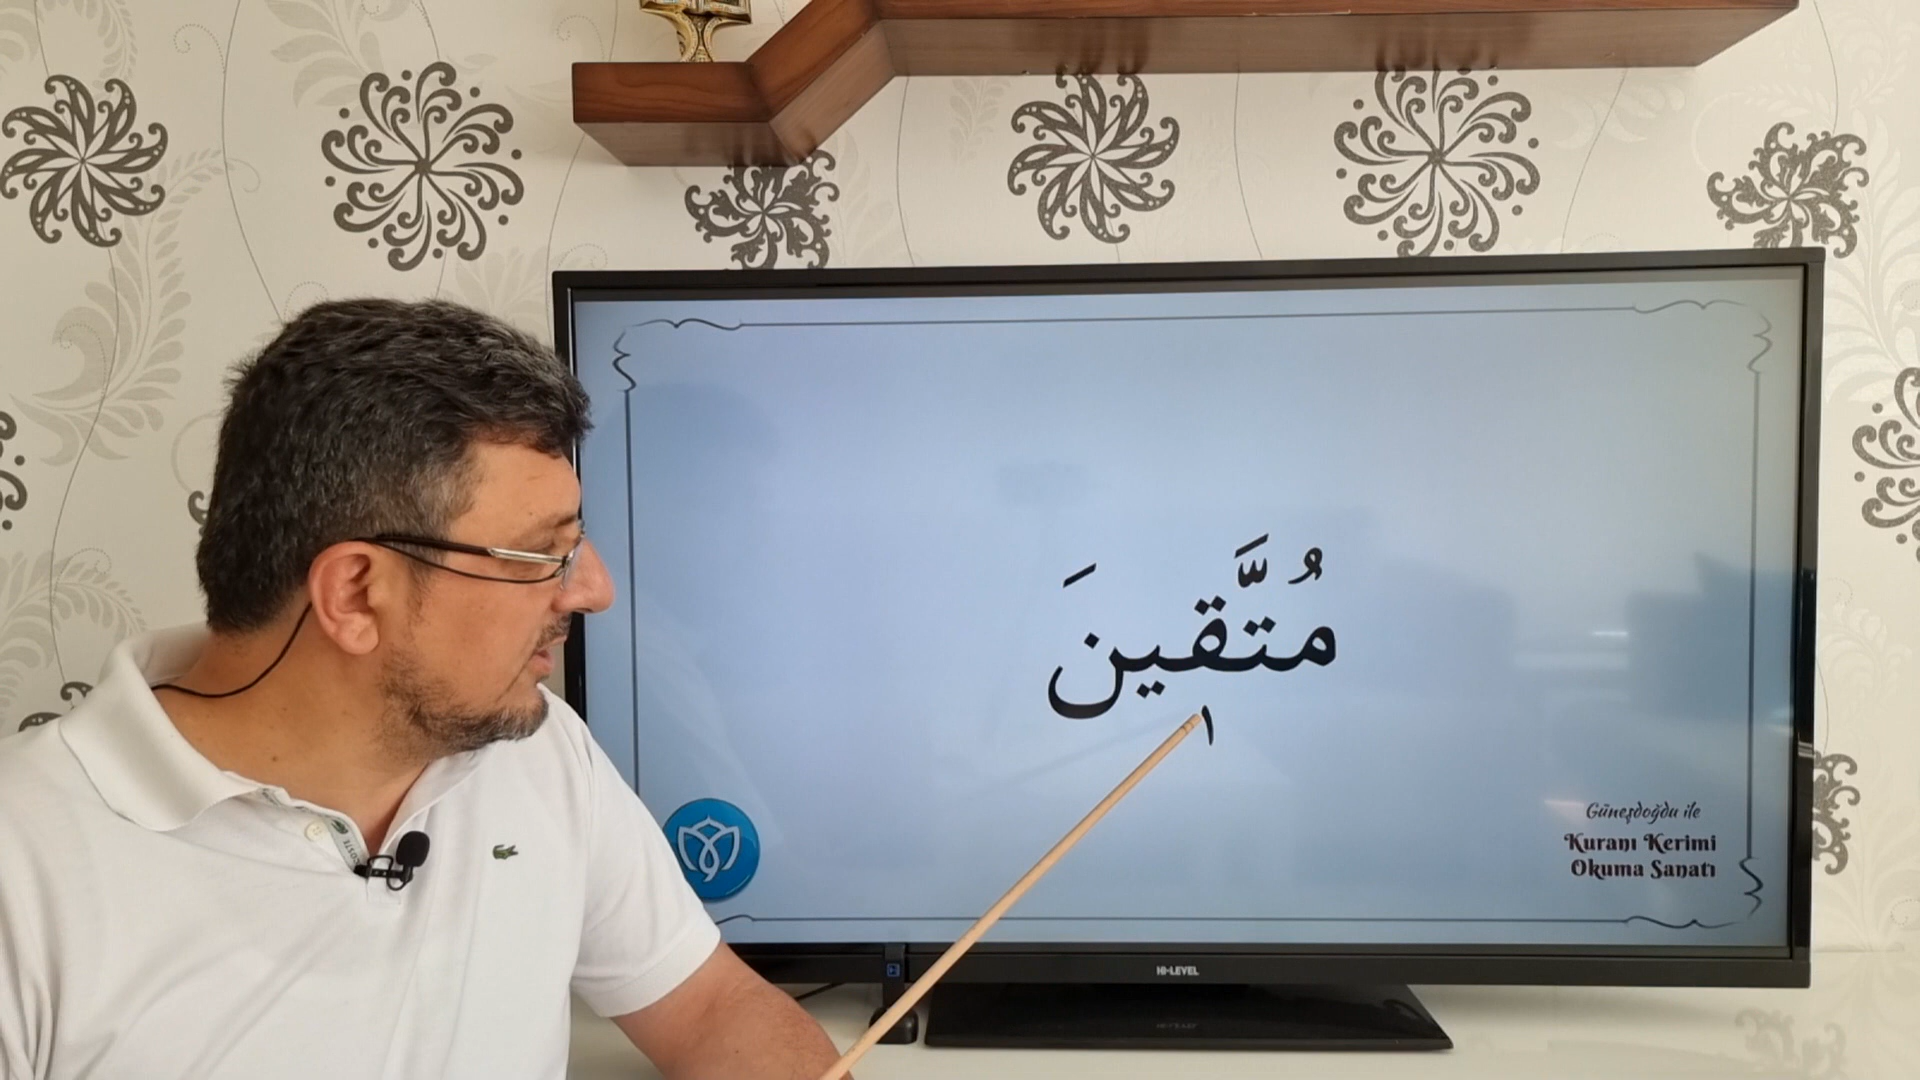 مُتَّقٖينَ
Güneşdoğdu ile
Kuranı Kerimi
Okuma Sanatı
HI-LEVEL